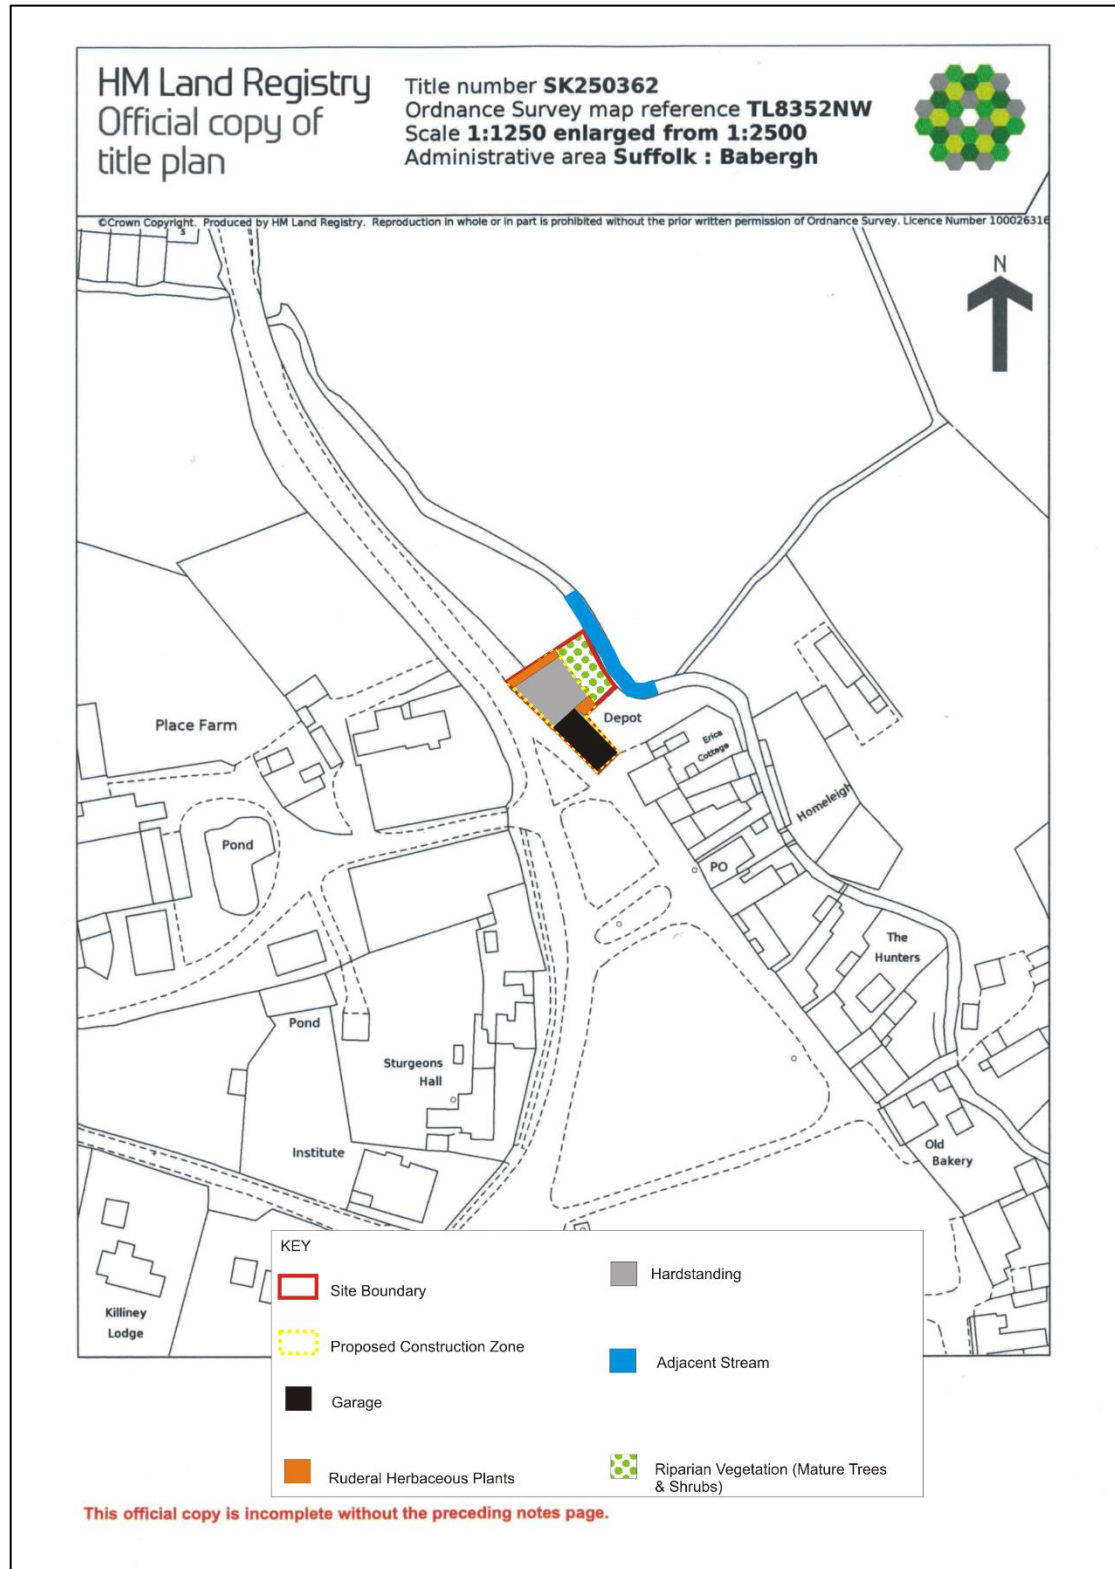 HM Land Registry
Official copy of
title plan
Title number SK250362
Ordnance Survey map reference TL8352NW
Scale 1:1250 enlarged from 1:2500
Administrative area Suffolk : Babergh
©Crown Copyright. Produced by HM Land Registry. Reproduction in whole or in part is prohibited without the prior written permission of Ordnance Survey. Licence Number 100026316
3
N
Place Farm
Depot
Erica
Cottage
Homeleigh
Pond
PO
The
Hunters
Pond
Sturgeons
Hall
Institute
Old
Bakery
Killiney
Lodge
KEY
Site Boundary
Proposed Construction Zone
Garage
Ruderal Herbaceous Plants
Hardstanding
Adjacent Stream
Riparian Vegetation (Mature Trees
& Shrubs)
This official copy is incomplete without the preceding notes page.